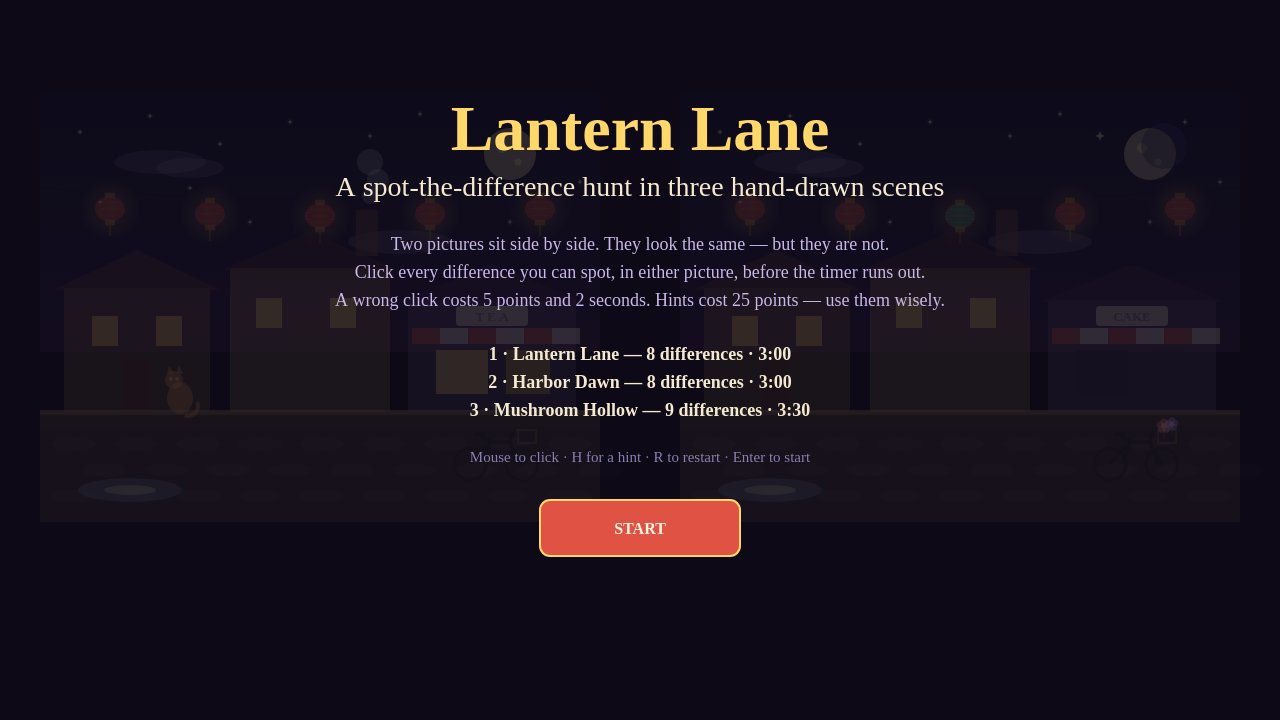 Lantern Lane
A spot-the-difference hunt in three hand-drawn scenes
Two pictures sit side by side. They look the same — but they are not.
Click every difference you can spot, in either picture, before the timer runs out.
A wrong click costs 5 points and 2 seconds. Hints cost 25 points — use them wisely.
TEA
CAKE
1 · Lantern Lane — 8 differences · 3:00
2 · Harbor Dawn — 8 differences · 3:00
3 · Mushroom Hollow — 9 differences · 3:30
Mouse to click · H for a hint · R to restart · Enter to start
START